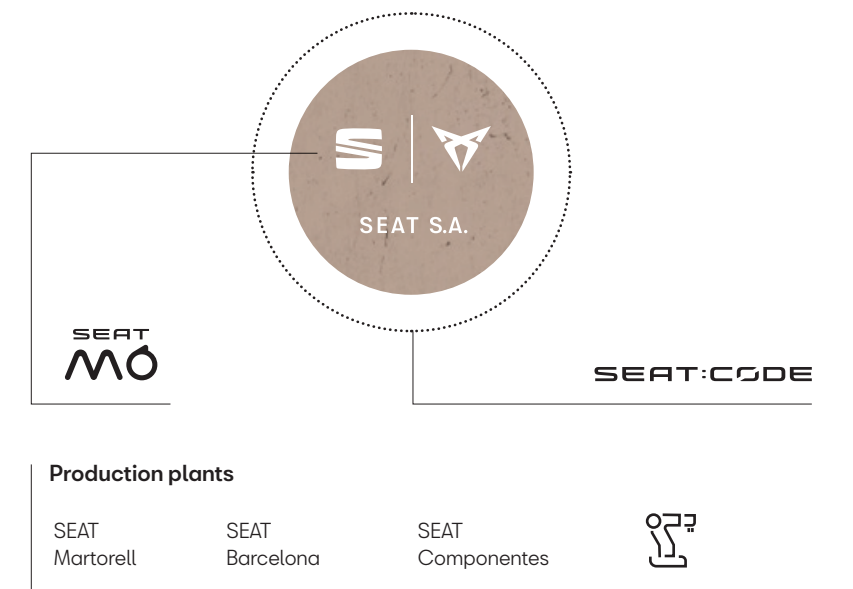 SEAT S.A.
SEAT
MÓ
SEAT:CODE
Production plants
SEAT
Martorell
SEAT
Barcelona
SEAT
Componentes